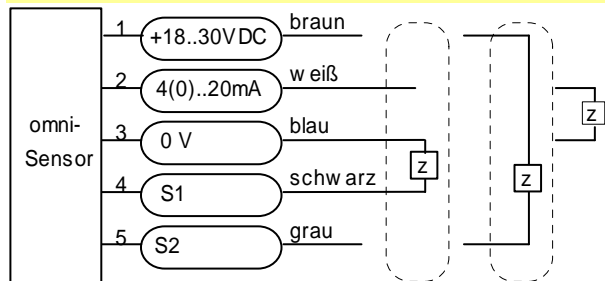 1 +18..30VDC braun
2 4(0)..20mA weiß
omni-Sensor
3 0 V blau
4 S1 schwarz
5 S2 grau
z
z
z